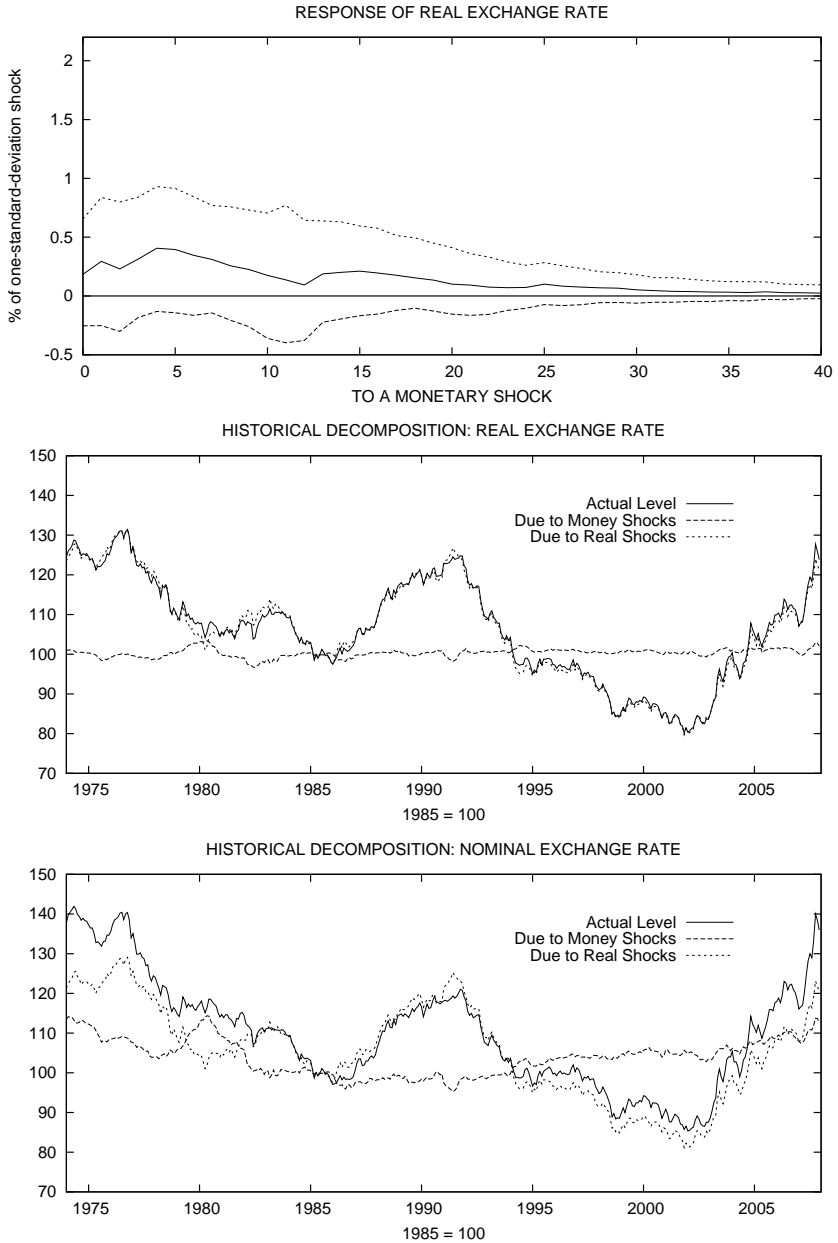 RESPONSE OF REAL EXCHANGE RATE
% of one-standard-deviation shock
2
1.5
1
0.5
0
-0.5
0 5 10 15 20 25 30 35 40
TO A MONETARY SHOCK
HISTORICAL DECOMPOSITION: REAL EXCHANGE RATE
150
140
130
120
110
100
90
80
70
Actual Level
Due to Money Shocks
Due to Real Shocks
1975 1980 1985 1990 1995 2000 2005
1985 = 100
HISTORICAL DECOMPOSITION: NOMINAL EXCHANGE RATE
150
140
130
120
110
100
90
80
70
Actual Level
Due to Money Shocks
Due to Real Shocks
1975 1980 1985 1990 1995 2000 2005
1985 = 100